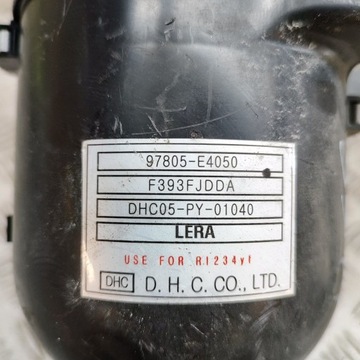 97805-E4050
F393FJDDA
DHC05-PY-01040
LERA
USE FOR R1234yf
DHC D. H. C. CO., LTD.